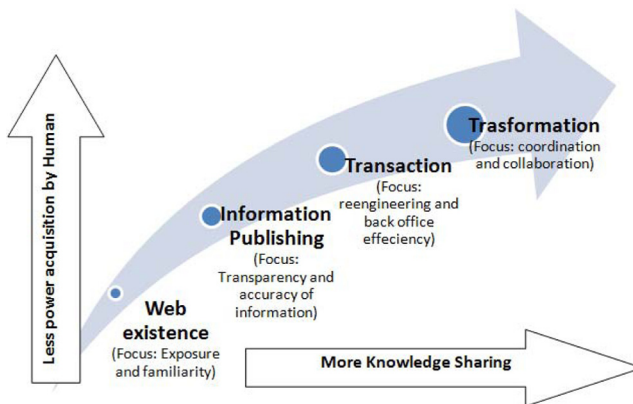 Less power acquisition by Human
Trasformation
(Focus: coordination
and collaboration)
Transaction
(Focus:
reengineering and
back office
effeciency)
Information
Publishing
(Focus:
Transparency and
accuracy of
information)
Web
existence
(Focus: Exposure
and familiarity)
More Knowledge Sharing